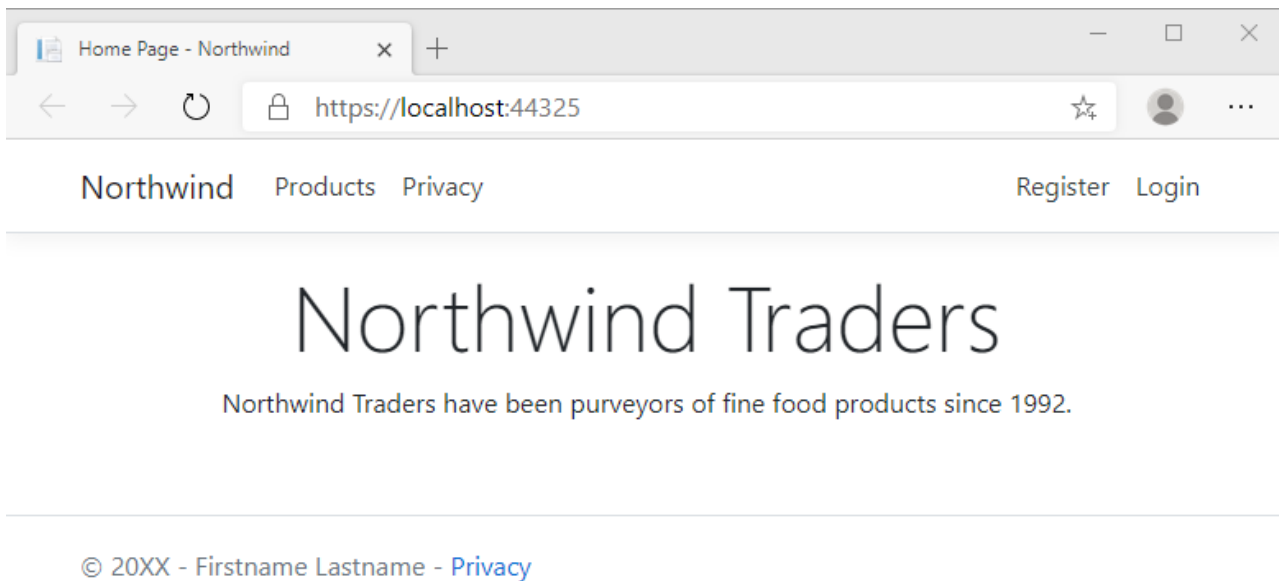 Home Page - Northwind
https://localhost:44325
Northwind Products Privacy Register Login
Northwind Traders
Northwind Traders have been purveyors of fine food products since 1992.
© 20XX - Firstname Lastname - Privacy